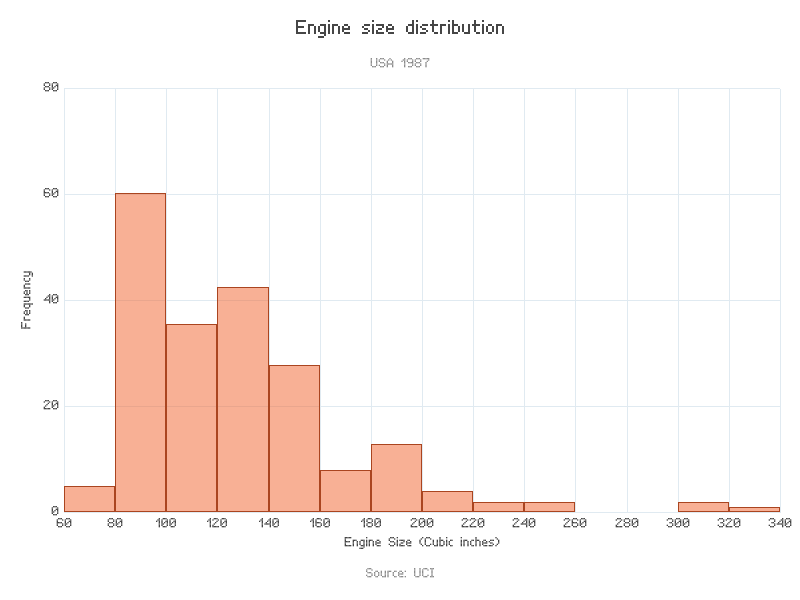 Engine size distribution
USA 1987
80
60
40
20
0
Frequency
60 80 100 120 140 160 180 200 220 240 260 280 300 320 340
Engine Size (Cubic inches)
Source: UCI